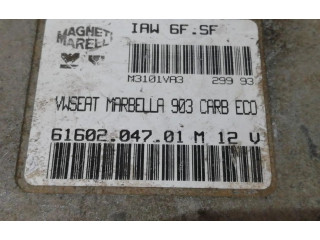 MAGNETI
MARELLI
IAW 6F.SF
M3101VA3 299 93
VWSEAT MARBELLA 903 CARB ECO
61602.047.01 M 12 V